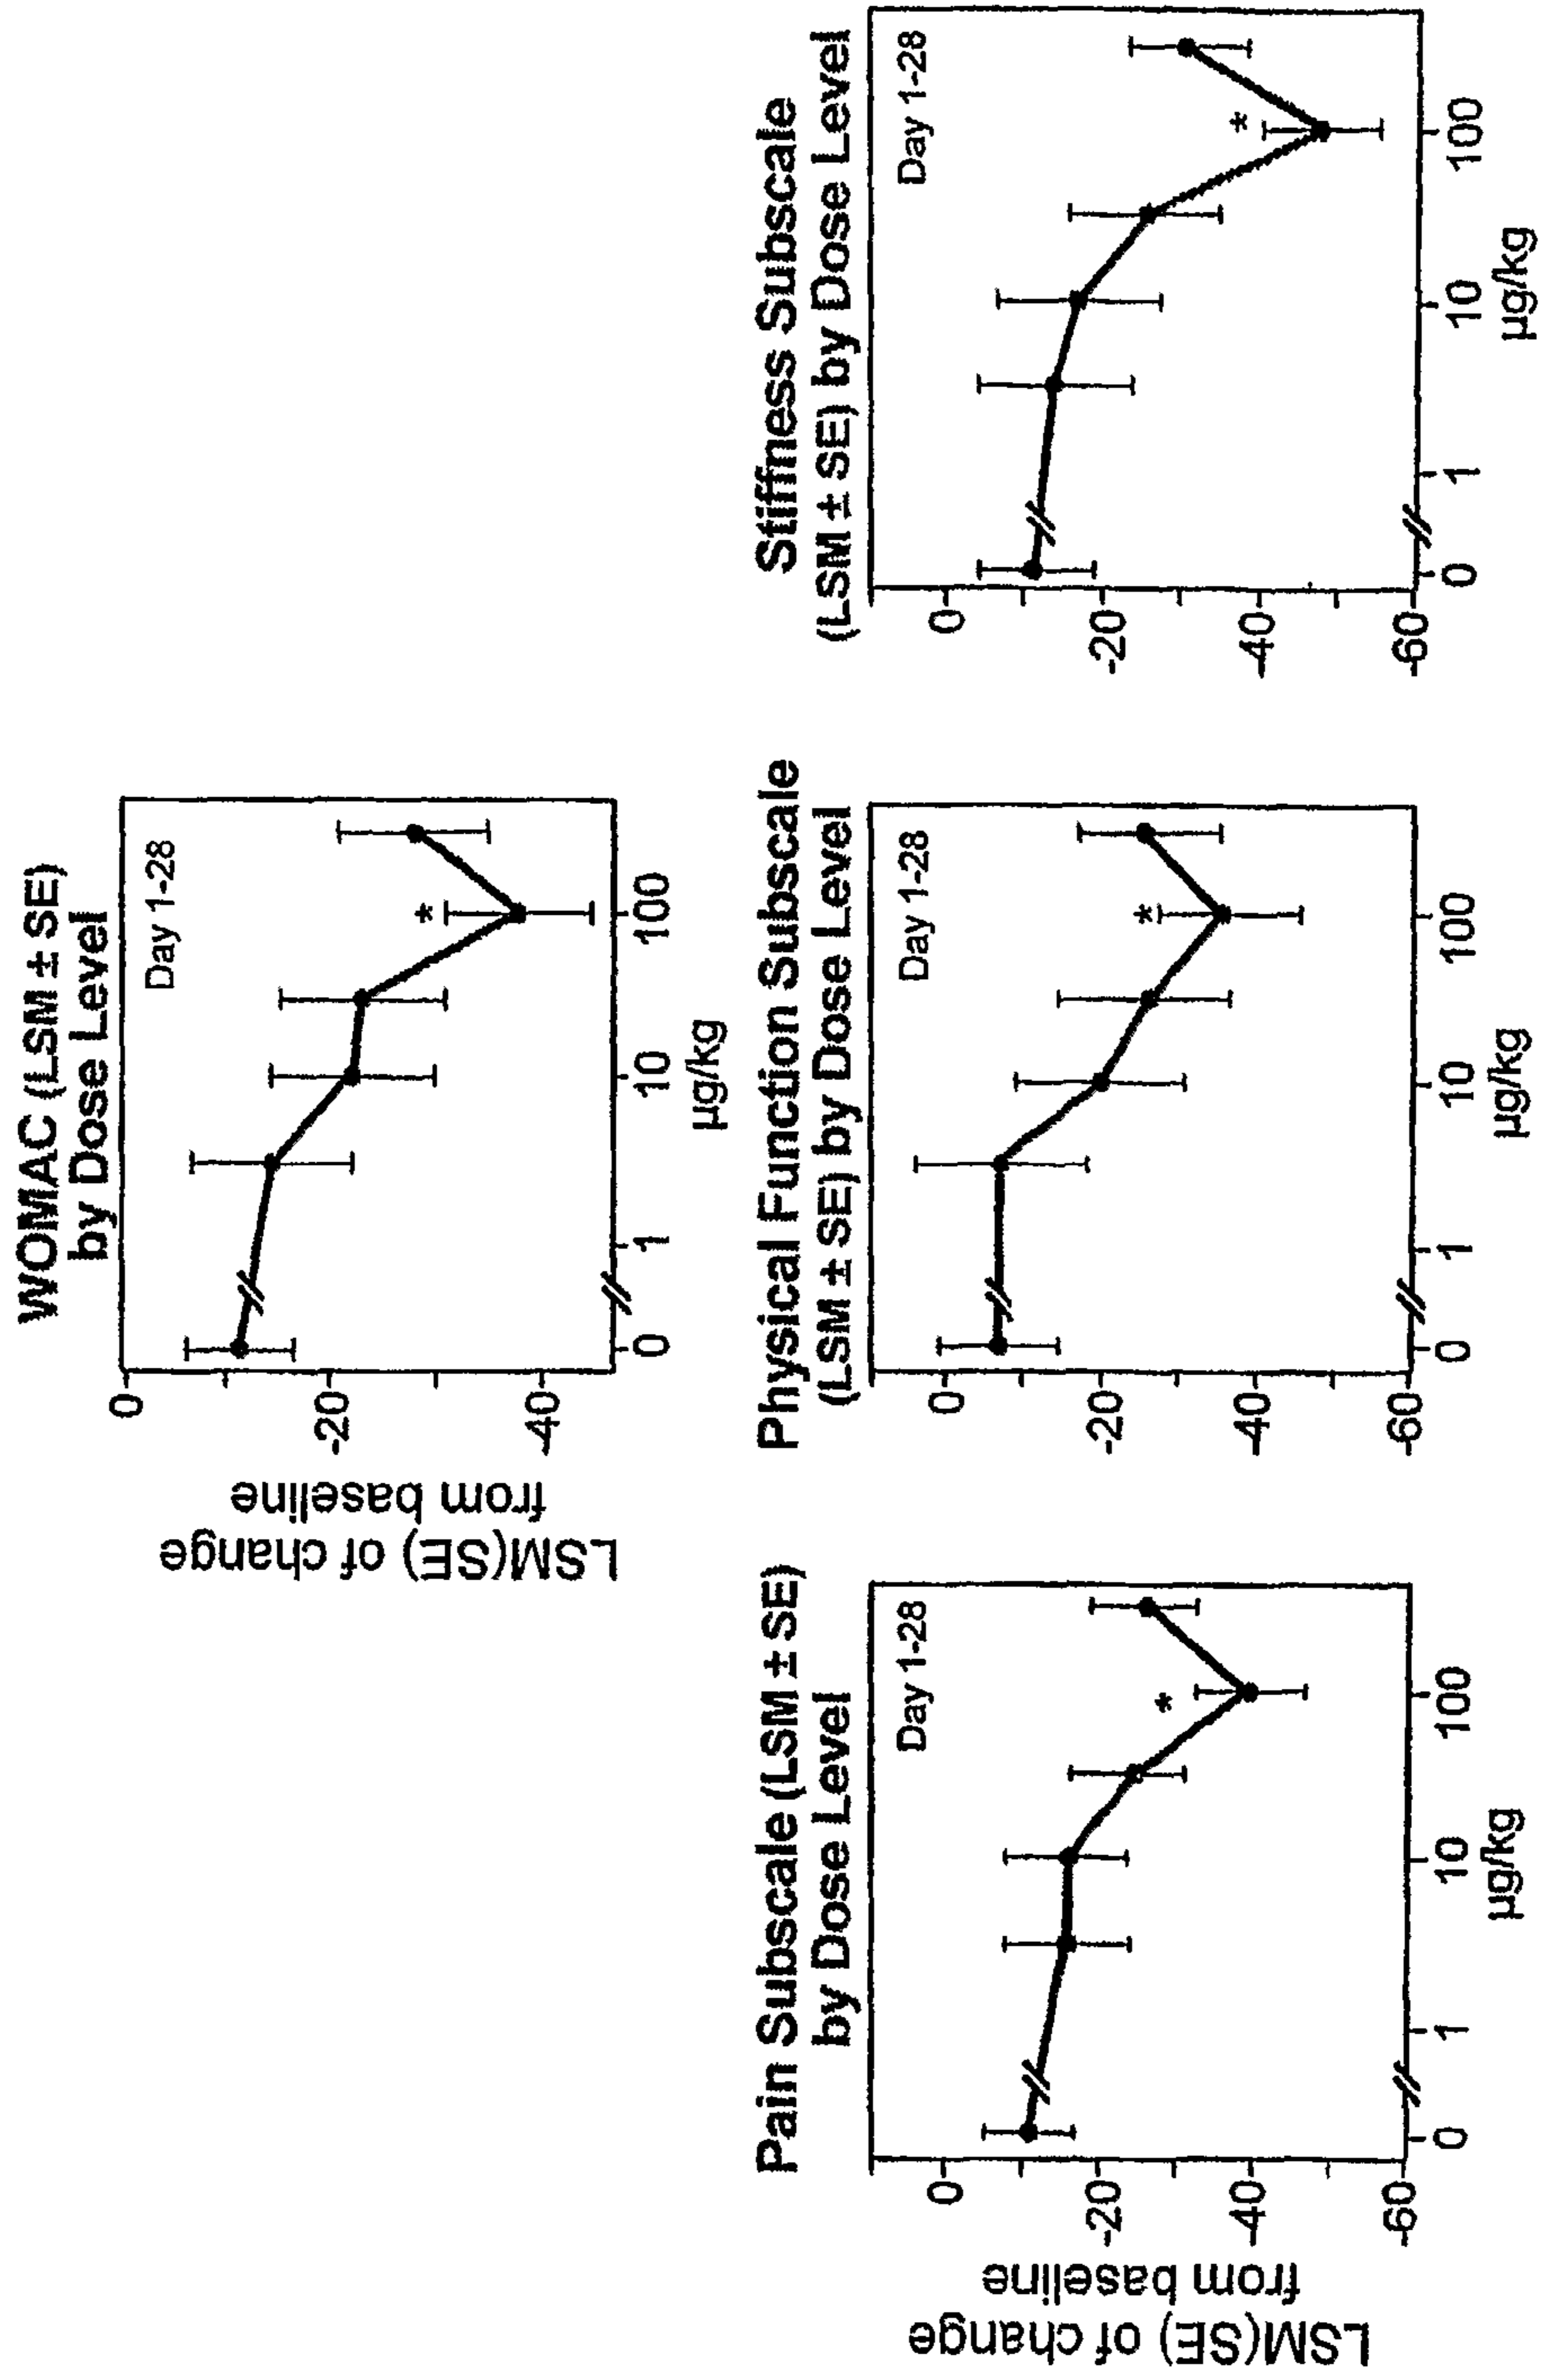 WOMAC (LSM ± SE)
by Dose Level
LSM(SE) of change
from baseline
0
-20
-40
Day 1-28
*
0
1
10
100
µg/kg
Pain Subscale (LSM ± SE)
by Dose Level
LSM(SE) of change
from baseline
0
-20
-40
-60
Day 1-28
*
0
1
10
100
µg/kg
Physical Function Subscale
(LSM ± SE) by Dose Level
0
-20
-40
-60
Day 1-28
*
0
1
10
100
µg/kg
Stiffness Subscale
(LSM ± SE) by Dose Level
0
-20
-40
-60
Day 1-28
*
0
1
10
100
µg/kg